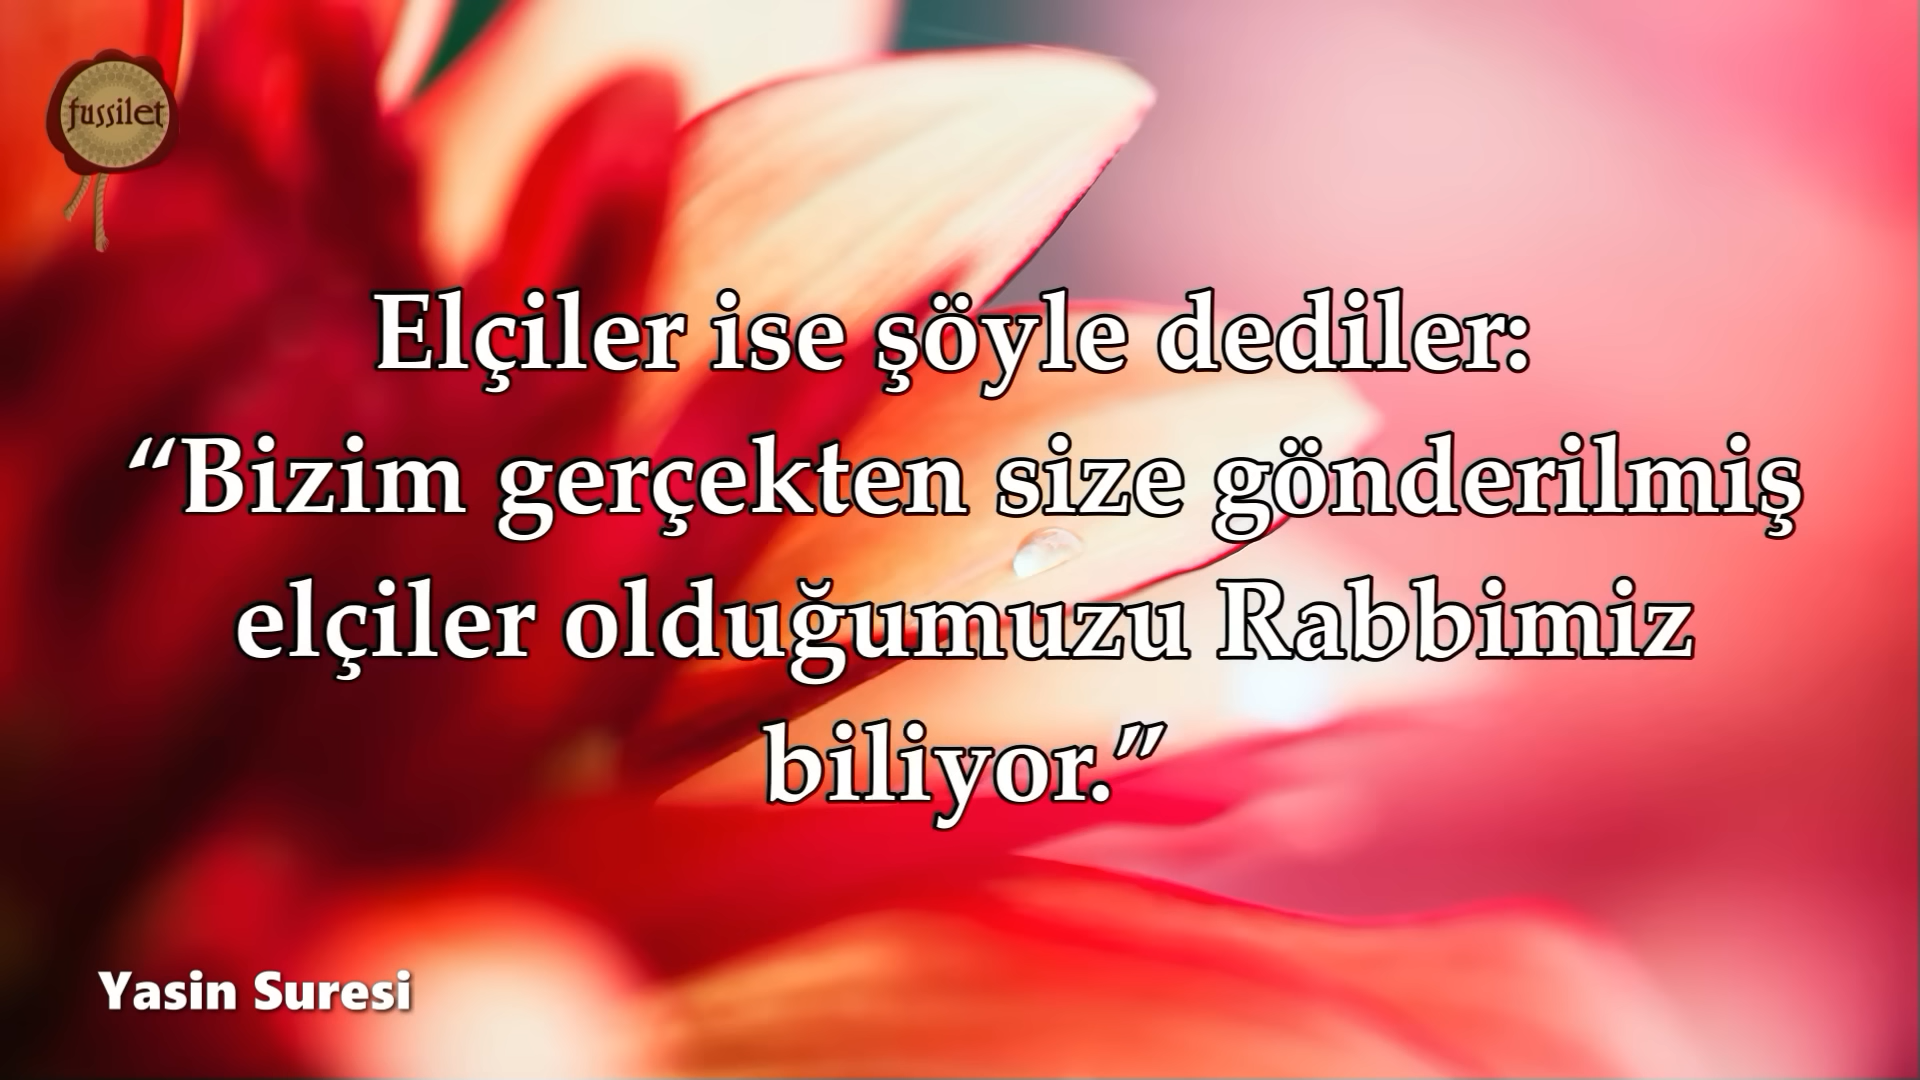 fussilet
Elçiler ise şöyle dediler:
“Bizim gerçekten size gönderilmiş
elçiler olduğumuzu Rabbimiz
biliyor.”
Yasin Suresi